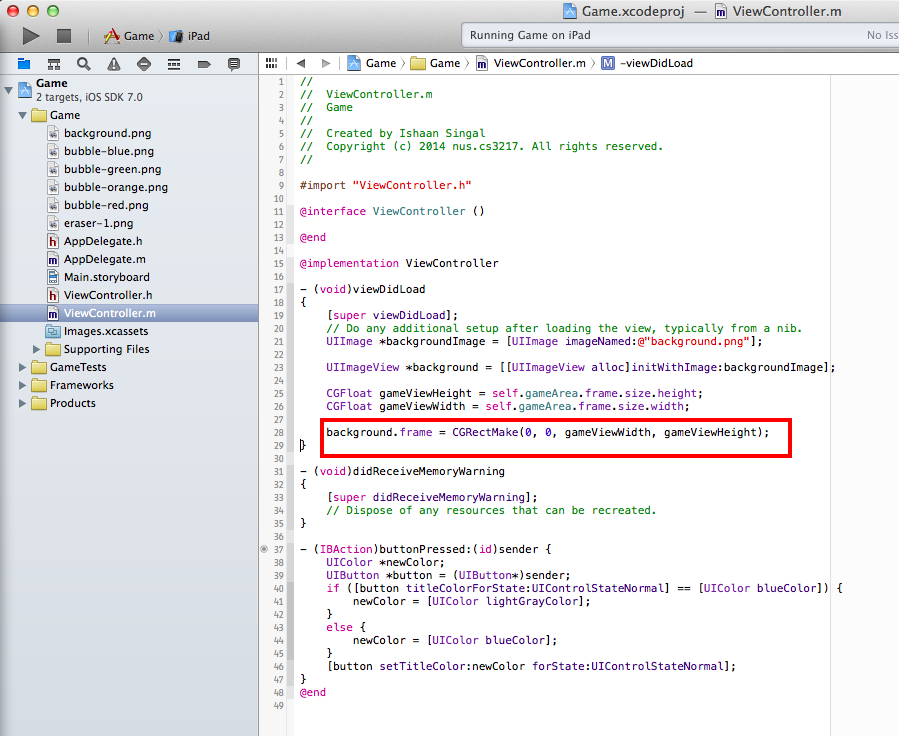 Game.xcodeproj — ViewController.m
Game 〉 iPad
Running Game on iPad
No Iss
Game 〉 Game 〉 ViewController.m 〉 M -viewDidLoad
Game
2 targets, iOS SDK 7.0
Game
background.png
bubble-blue.png
bubble-green.png
bubble-orange.png
bubble-red.png
eraser-1.png
h AppDelegate.h
m AppDelegate.m
Main.storyboard
h ViewController.h
m ViewController.m
Images.xcassets
Supporting Files
GameTests
Frameworks
Products
1 //
2 //  ViewController.m
3 //  Game
4 //
5 //  Created by Ishaan Singal
6 //  Copyright (c) 2014 nus.cs3217. All rights reserved.
7 //
8
9 #import "ViewController.h"
10
11 @interface ViewController ()
12
13 @end
14
15 @implementation ViewController
16
17 - (void)viewDidLoad
18 {
19     [super viewDidLoad];
20     // Do any additional setup after loading the view, typically from a nib.
21     UIImage *backgroundImage = [UIImage imageNamed:@"background.png"];
22
23     UIImageView *background = [[UIImageView alloc]initWithImage:backgroundImage];
24
25     CGFloat gameViewHeight = self.gameArea.frame.size.height;
26     CGFloat gameViewWidth = self.gameArea.frame.size.width;
27
28     background.frame = CGRectMake(0, 0, gameViewWidth, gameViewHeight);
29 }
30
31 - (void)didReceiveMemoryWarning
32 {
33     [super didReceiveMemoryWarning];
34     // Dispose of any resources that can be recreated.
35 }
36
37 - (IBAction)buttonPressed:(id)sender {
38     UIColor *newColor;
39     UIButton *button = (UIButton*)sender;
40     if ([button titleColorForState:UIControlStateNormal] == [UIColor blueColor]) {
41         newColor = [UIColor lightGrayColor];
42     }
43     else {
44         newColor = [UIColor blueColor];
45     }
46     [button setTitleColor:newColor forState:UIControlStateNormal];
47 }
48 @end
49